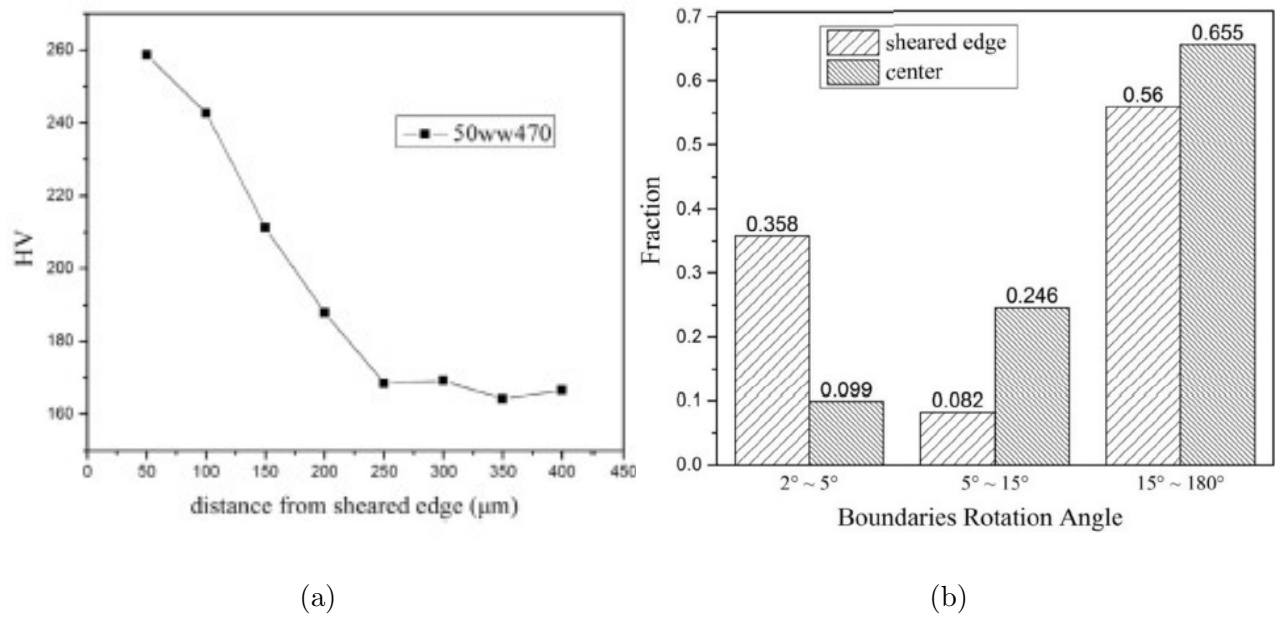 260
240
220
200
180
160
HV
50ww470
0 50 100 150 200 250 300 350 400 450
distance from sheared edge (μm)
(a)
0.7
0.6
0.5
0.4
0.3
0.2
0.1
0.0
Fraction
sheared edge
center
0.358
0.099
0.082
0.246
0.56
0.655
2° ~ 5° 5° ~ 15° 15° ~ 180°
Boundaries Rotation Angle
(b)